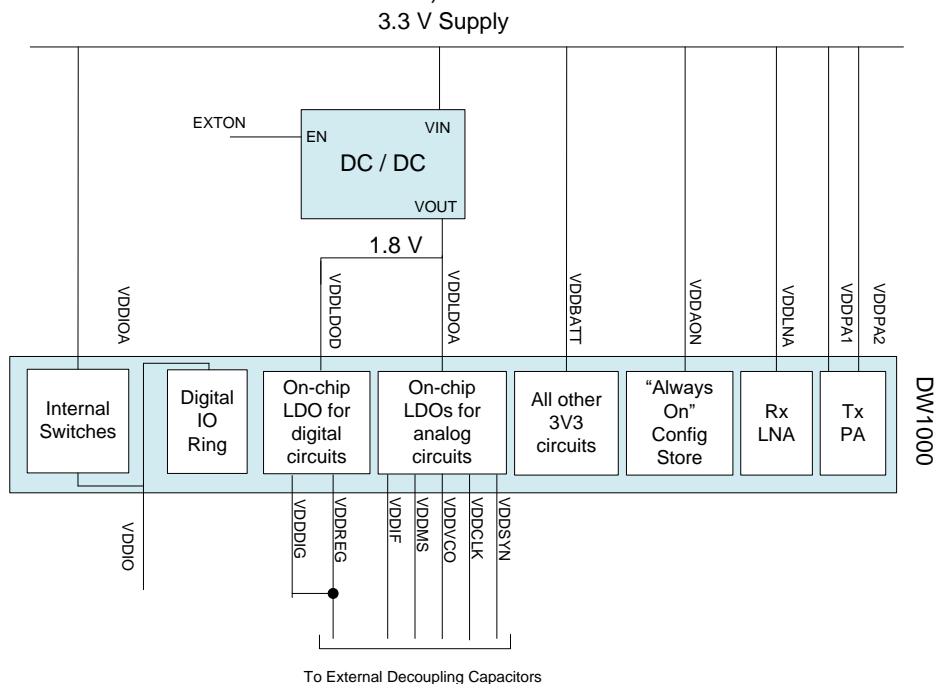 3.3 V Supply
EXTON
EN
VIN
DC / DC
VOUT
1.8 V
VDDIOA
VDDLDOD
VDDLDOA
VDDBATT
VDDAON
VDDLNA
VDDPA1
VDDPA2
Internal
Switches
Digital
IO
Ring
On-chip
LDO for
digital
circuits
On-chip
LDOs for
analog
circuits
All other
3V3
circuits
“Always
On”
Config
Store
Rx
LNA
Tx
PA
DW1000
VDDIO
VDDDIG
VDDREG
VDDIF
VDDMS
VDDVCO
VDDCLK
VDDSYN
To External Decoupling Capacitors